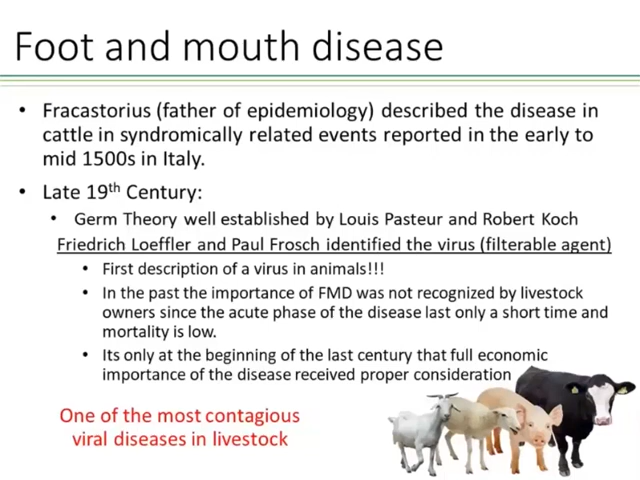 Foot and mouth disease
• Fracastorius (father of epidemiology) described the disease in
cattle in syndromically related events reported in the early to
mid 1500s in Italy.
• Late 19th Century:
• Germ Theory well established by Louis Pasteur and Robert Koch
Friedrich Loeffler and Paul Frosch identified the virus (filterable agent)
• First description of a virus in animals!!!
• In the past the importance of FMD was not recognized by livestock
owners since the acute phase of the disease last only a short time and
mortality is low.
• Its only at the beginning of the last century that full economic
importance of the disease received proper consideration
One of the most contagious
viral diseases in livestock